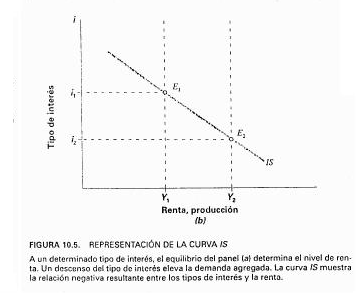 i
Tipo de interés
i₁
E₁
i₂
E₂
IS
Y₁
Y₂
Renta, producción
(b)
FIGURA 10.5. REPRESENTACIÓN DE LA CURVA IS
A un determinado tipo de interés, el equilibrio del panel (a) determina el nivel de ren-
ta. Un descenso del tipo de interés eleva la demanda agregada. La curva IS muestra
la relación negativa resultante entre los tipos de interés y la renta.